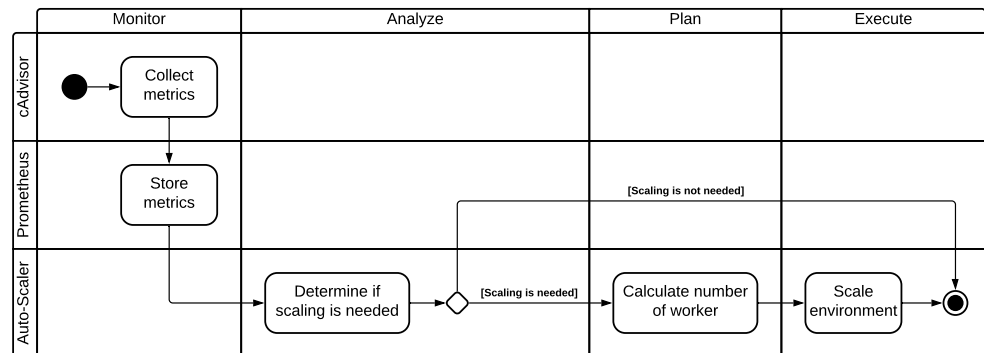 Monitor
Analyze
Plan
Execute
cAdvisor
Collect
metrics
Prometheus
Store
metrics
[Scaling is not needed]
Auto-Scaler
Determine if
scaling is needed
[Scaling is needed]
Calculate number
of worker
Scale
environment